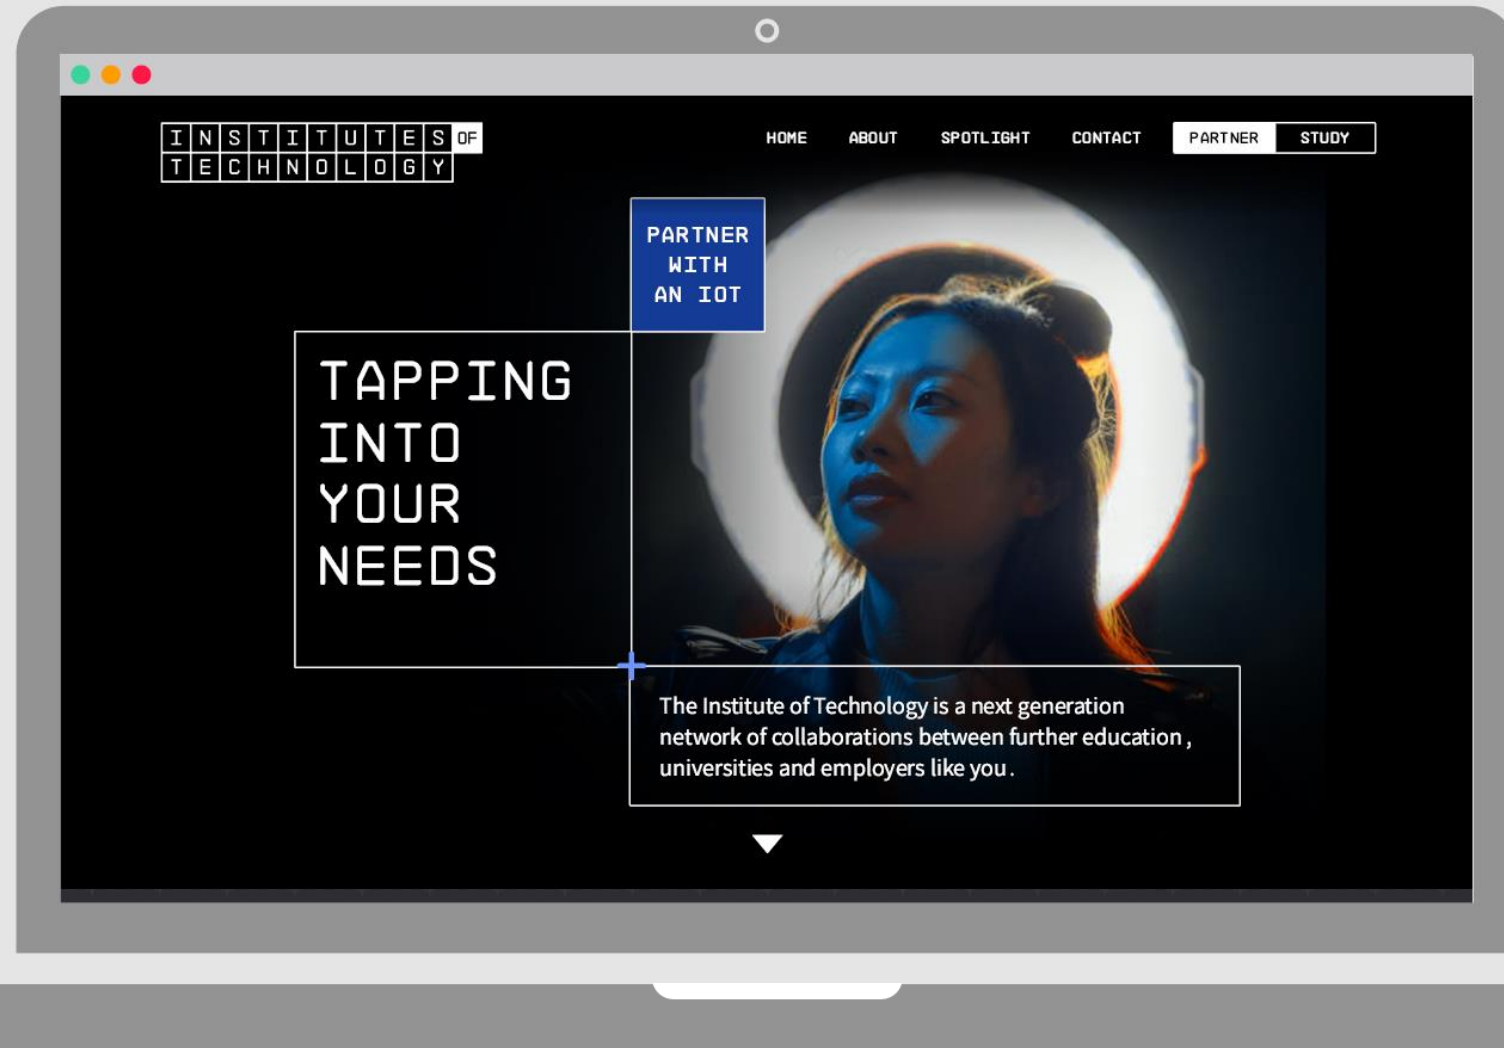 INSTITUTES OF
TECHNOLOGY
HOME ABOUT SPOTLIGHT CONTACT PARTNER STUDY
PARTNER
WITH
AN IOT
TAPPING
INTO
YOUR
NEEDS
The Institute of Technology is a next generation
network of collaborations between further education ,
universities and employers like you .